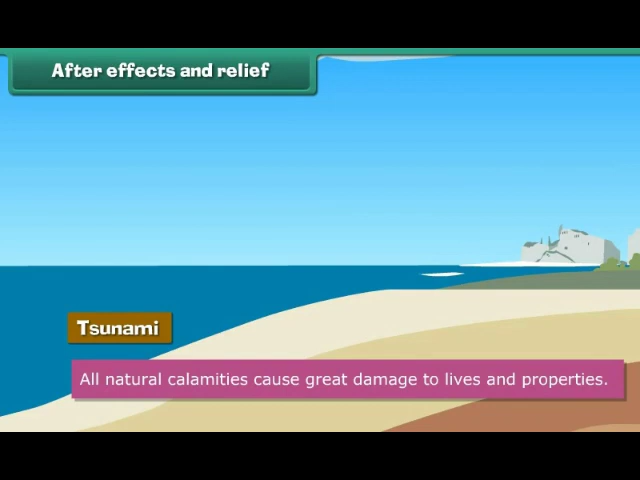 After effects and relief
Tsunami
All natural calamities cause great damage to lives and properties.